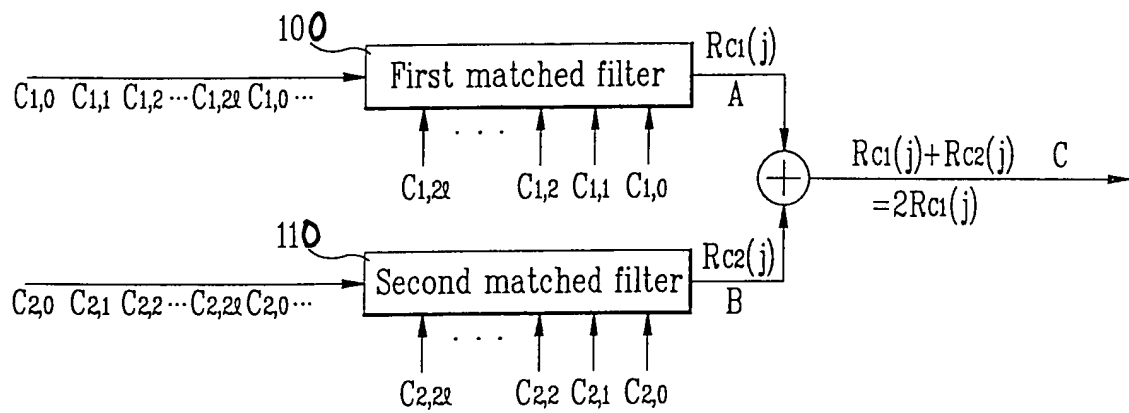 100
First matched filter
Rc1(j)
A
C1,0 C1,1 C1,2 ··· C1,2ℓ C1,0 ···
· · ·
C1,2ℓ C1,2 C1,1 C1,0
Rc1(j)+Rc2(j) C
=2Rc1(j)
110
Second matched filter
Rc2(j)
B
C2,0 C2,1 C2,2 ··· C2,2ℓ C2,0 ···
· · ·
C2,2ℓ C2,2 C2,1 C2,0